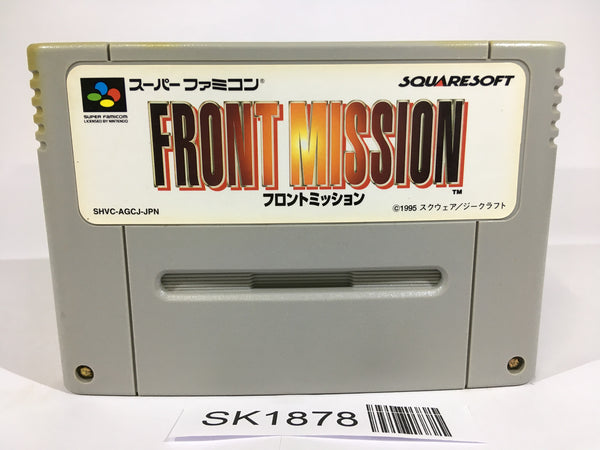 スーパーファミコン®
SQUARESOFT
SUPER FAMICOM
LICENSED BY NINTENDO
FRONT MISSION™
フロントミッション
SHVC-AGCJ-JPN
©1995 スクウェア/ジークラフト
SK1878